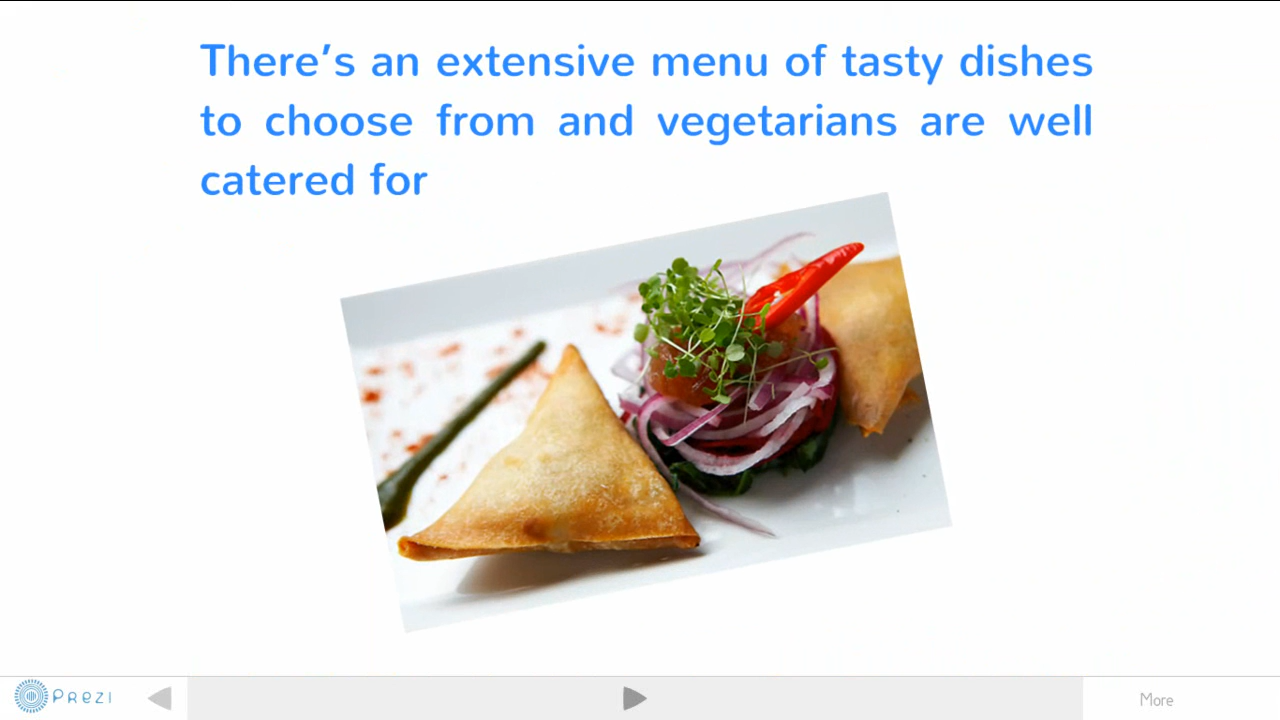 There's an extensive menu of tasty dishes
to choose from and vegetarians are well
catered for
Prezi
More